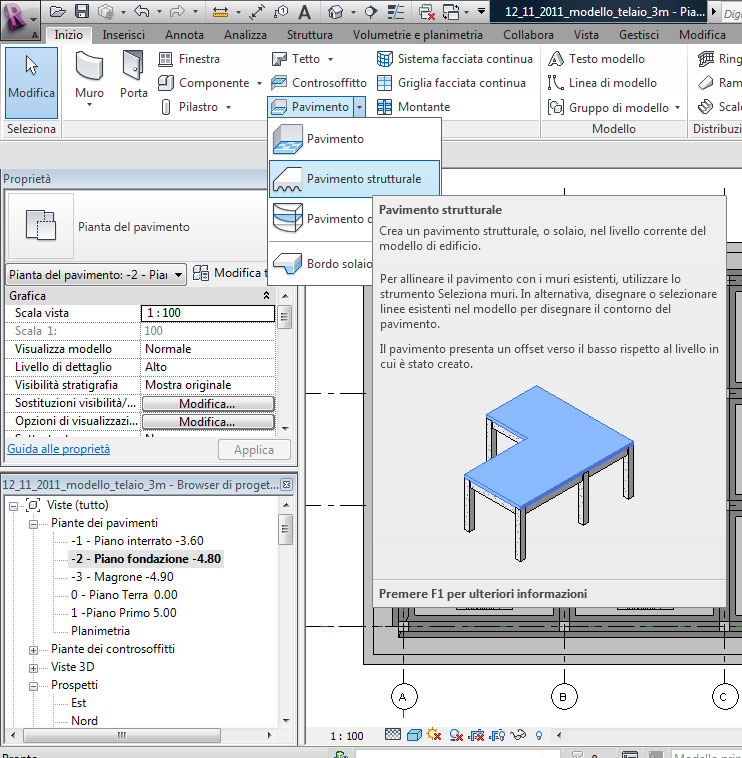 12_11_2011_modello_telaio_3m - Pia
Inizio Inserisci Annota Analizza Struttura Volumetrie e planimetria Collabora Vista Gestisci Modifica
Modifica
Muro
Porta
Finestra
Componente
Pilastro
Tetto
Controsoffitto
Pavimento
Sistema facciata continua
Griglia facciata continua
Montante
Testo modello
Linea di modello
Gruppo di modello
Ring
Ram
Scale
Seleziona
Modello
Distribuzi
Pavimento
Pavimento strutturale
Pavimento
Bordo solaio
Pavimento strutturale
Crea un pavimento strutturale, o solaio, nel livello corrente del
modello di edificio.
Per allineare il pavimento con i muri esistenti, utilizzare lo
strumento Seleziona muri. In alternativa, disegnare o selezionare
linee esistenti nel modello per disegnare il contorno del
pavimento.
Il pavimento presenta un offset verso il basso rispetto al livello in
cui è stato creato.
Premere F1 per ulteriori informazioni
Proprietà
Pianta del pavimento
Pianta del pavimento: -2 - Pia
Modifica t
Grafica
Scala vista 1 : 100
Scala 1: 100
Visualizza modello Normale
Livello di dettaglio Alto
Visibilità stratigrafia Mostra originale
Sostituzioni visibilità/... Modifica...
Opzioni di visualizzazi... Modifica...
Guida alle proprietà Applica
12_11_2011_modello_telaio_3m - Browser di proget...
Viste (tutto)
Piante dei pavimenti
-1 - Piano interrato -3.60
-2 - Piano fondazione -4.80
-3 - Magrone -4.90
0 - Piano Terra 0.00
1 -Piano Primo 5.00
Planimetria
Piante dei controsoffitti
Viste 3D
Prospetti
Est
Nord
A B C
1 : 100